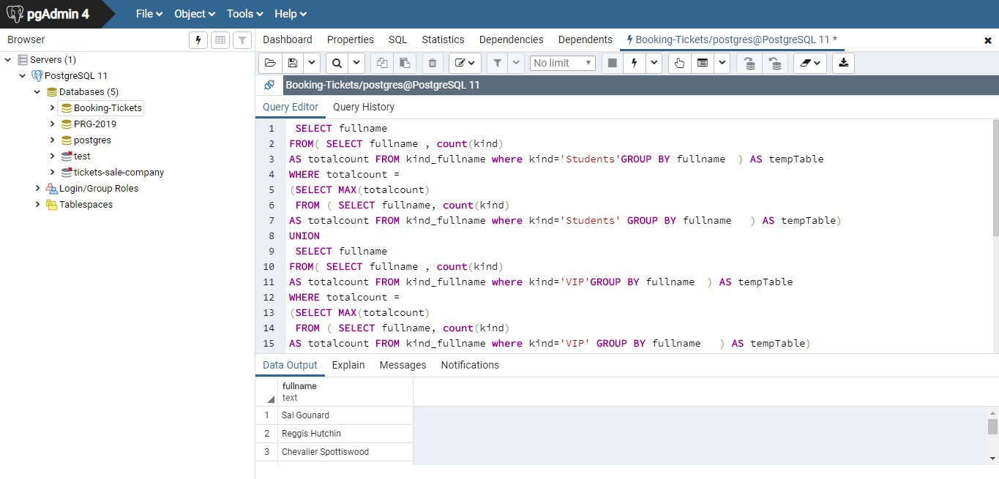 pgAdmin 4 File Object Tools Help
Browser
Dashboard Properties SQL Statistics Dependencies Dependents Booking-Tickets/postgres@PostgreSQL 11 *
Servers (1)
PostgreSQL 11
Databases (5)
Booking-Tickets
PRG-2019
postgres
test
tickets-sale-company
Login/Group Roles
Tablespaces
No limit
Booking-Tickets/postgres@PostgreSQL 11
Query Editor Query History
1 SELECT fullname
2 FROM( SELECT fullname , count(kind)
3 AS totalcount FROM kind_fullname where kind='Students'GROUP BY fullname ) AS tempTable
4 WHERE totalcount =
5 (SELECT MAX(totalcount)
6 FROM ( SELECT fullname, count(kind)
7 AS totalcount FROM kind_fullname where kind='Students' GROUP BY fullname ) AS tempTable)
8 UNION
9 SELECT fullname
10 FROM( SELECT fullname , count(kind)
11 AS totalcount FROM kind_fullname where kind='VIP'GROUP BY fullname ) AS tempTable
12 WHERE totalcount =
13 (SELECT MAX(totalcount)
14 FROM ( SELECT fullname, count(kind)
15 AS totalcount FROM kind_fullname where kind='VIP' GROUP BY fullname ) AS tempTable)
Data Output Explain Messages Notifications
fullname
text
1 Sal Gounard
2 Reggis Hutchin
3 Chevalier Spottiswood